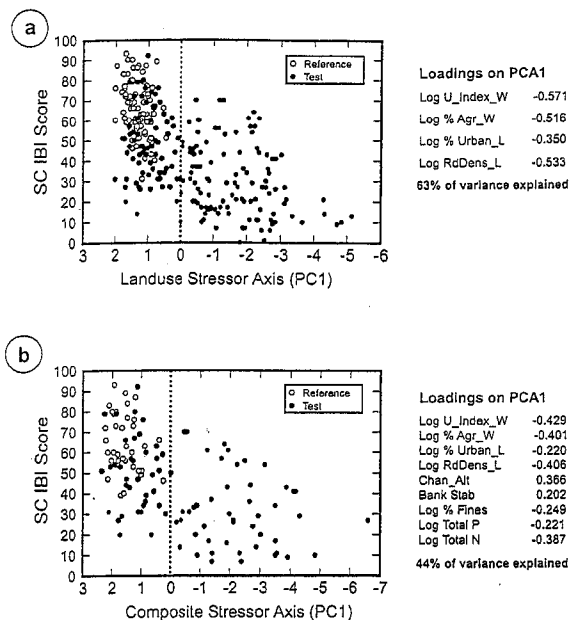 a
SC IBI Score
100
90
80
70
60
50
40
30
20
10
0
Reference
Test
3 2 1 0 -1 -2 -3 -4 -5 -6
Landuse Stressor Axis (PC1)
Loadings on PCA1
Log U_Index_W -0.571
Log % Agr_W -0.516
Log % Urban_L -0.350
Log RdDens_L -0.533
63% of variance explained
b
SC IBI Score
100
90
80
70
60
50
40
30
20
10
0
Reference
Test
3 2 1 0 -1 -2 -3 -4 -5 -6 -7
Composite Stressor Axis (PC1)
Loadings on PCA1
Log U_Index_W -0.429
Log % Agr_W -0.401
Log % Urban_L -0.220
Log RdDens_L -0.406
Chan_Alt 0.366
Bank Stab 0.202
Log % Fines -0.249
Log Total P -0.221
Log Total N -0.387
44% of variance explained